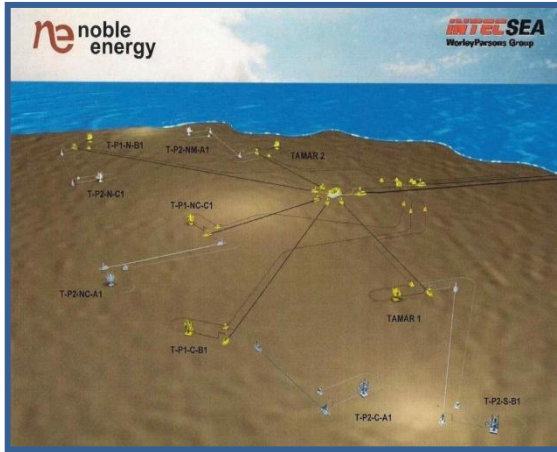 noble
energy
INTECSEA
WorleyParsons Group
T-P1-N-B1
T-P2-NM-A1
TAMAR 2
T-P2-N-C1
T-P1-NC-C1
T-P2-NC-A1
TAMAR 1
T-P1-C-B1
T-P2-C-A1
T-P2-S-B1